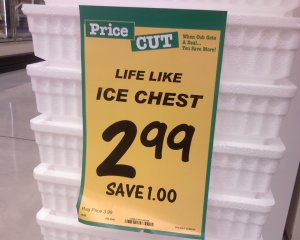 Price
CUT
When Cub Gets
A Deal...
You Save More!
LIFE LIKE
ICE CHEST
2 99
SAVE 1.00
Reg Price 3.99